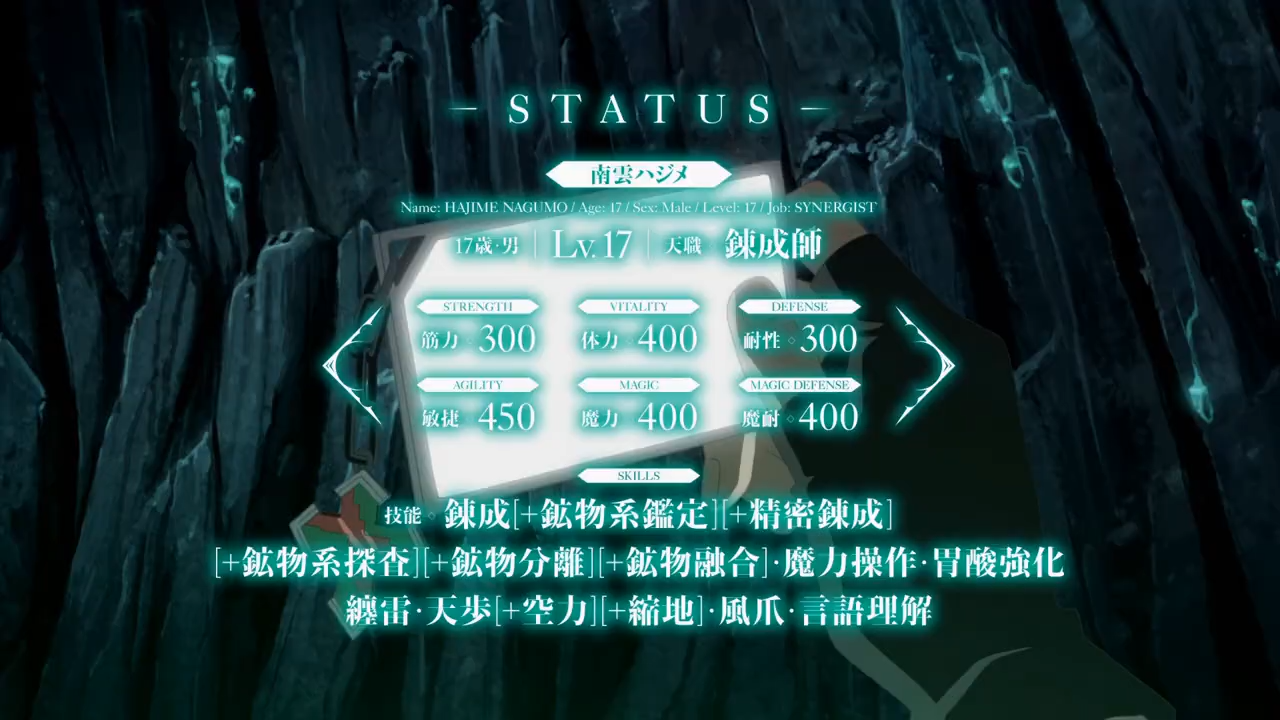 – STATUS –
南雲ハジメ
Name: HAJIME NAGUMO / Age: 17 / Sex: Male / Level: 17 / Job: SYNERGIST
17歳·男 | Lv. 17 | 天職 錬成師
STRENGTH VITALITY DEFENSE
筋力◇300 体力◇400 耐性◇300
AGILITY MAGIC MAGIC DEFENSE
敏捷◇450 魔力◇400 魔耐◇400
SKILLS
技能◇錬成[+鉱物系鑑定][+精密錬成]
[+鉱物系探査][+鉱物分離][+鉱物融合]·魔力操作·胃酸強化
纏雷·天歩[+空力][+縮地]·風爪·言語理解